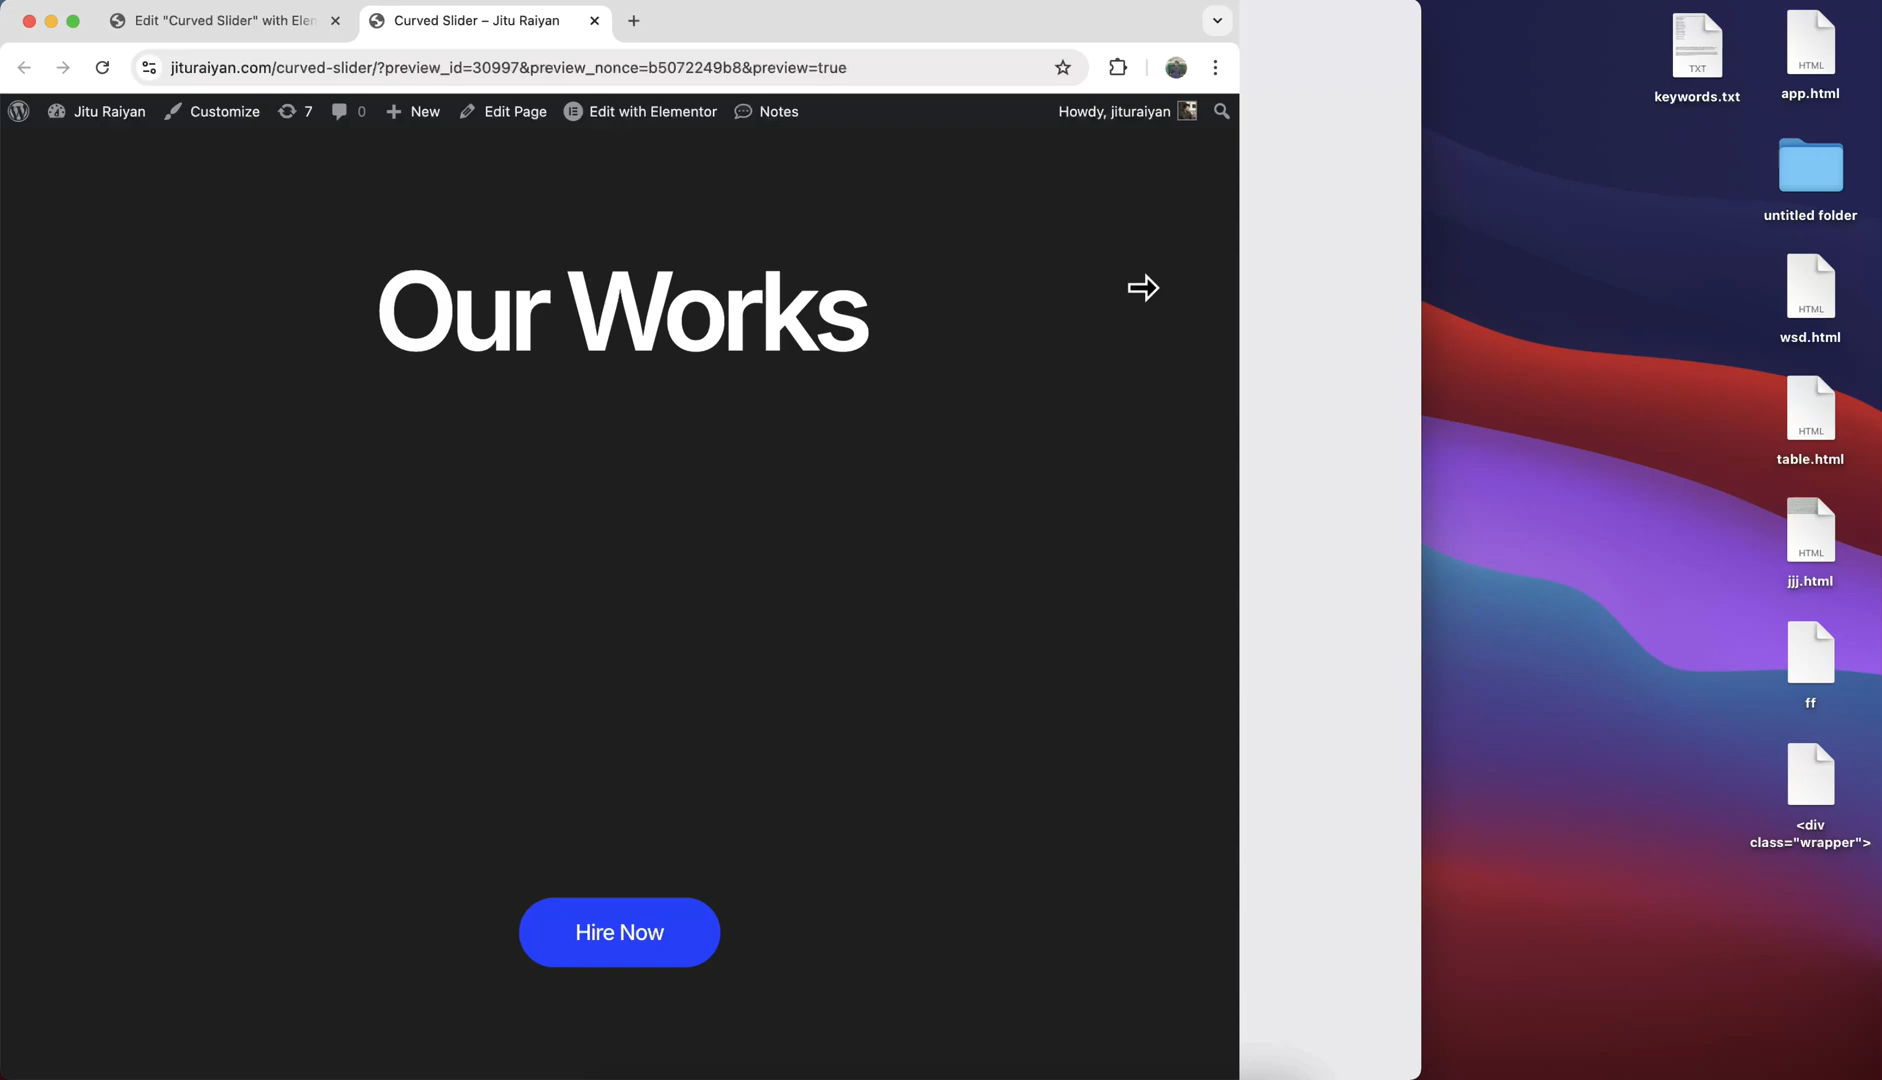 Edit "Curved Slider" with Elen
Curved Slider – Jitu Raiyan
jituraiyan.com/curved-slider/?preview_id=30997&preview_nonce=b5072249b8&preview=true
Jitu Raiyan
Customize
7
0
New
Edit Page
Edit with Elementor
Notes
Howdy, jituraiyan
Our Works
Hire Now
TXT
keywords.txt
HTML
app.html
untitled folder
HTML
wsd.html
HTML
table.html
HTML
jjj.html
ff
<div
class="wrapper">